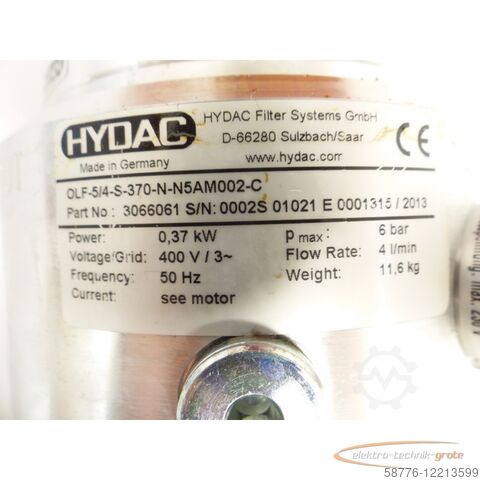 HYDAC
HYDAC Filter Systems GmbH
D-66280 Sulzbach/Saar
www.hydac.com
Made in Germany
CE
OLF-5/4-S-370-N-N5AM002-C
Part No: 3066061 S/N: 0002S 01021 E 0001315 / 2013
Power: 0,37 kW p max: 6 bar
Voltage/Grid: 400 V / 3~ Flow Rate: 4 l/min
Frequency: 50 Hz Weight: 11,6 kg
Current: see motor
elektro-technik-grote
58776-12213599